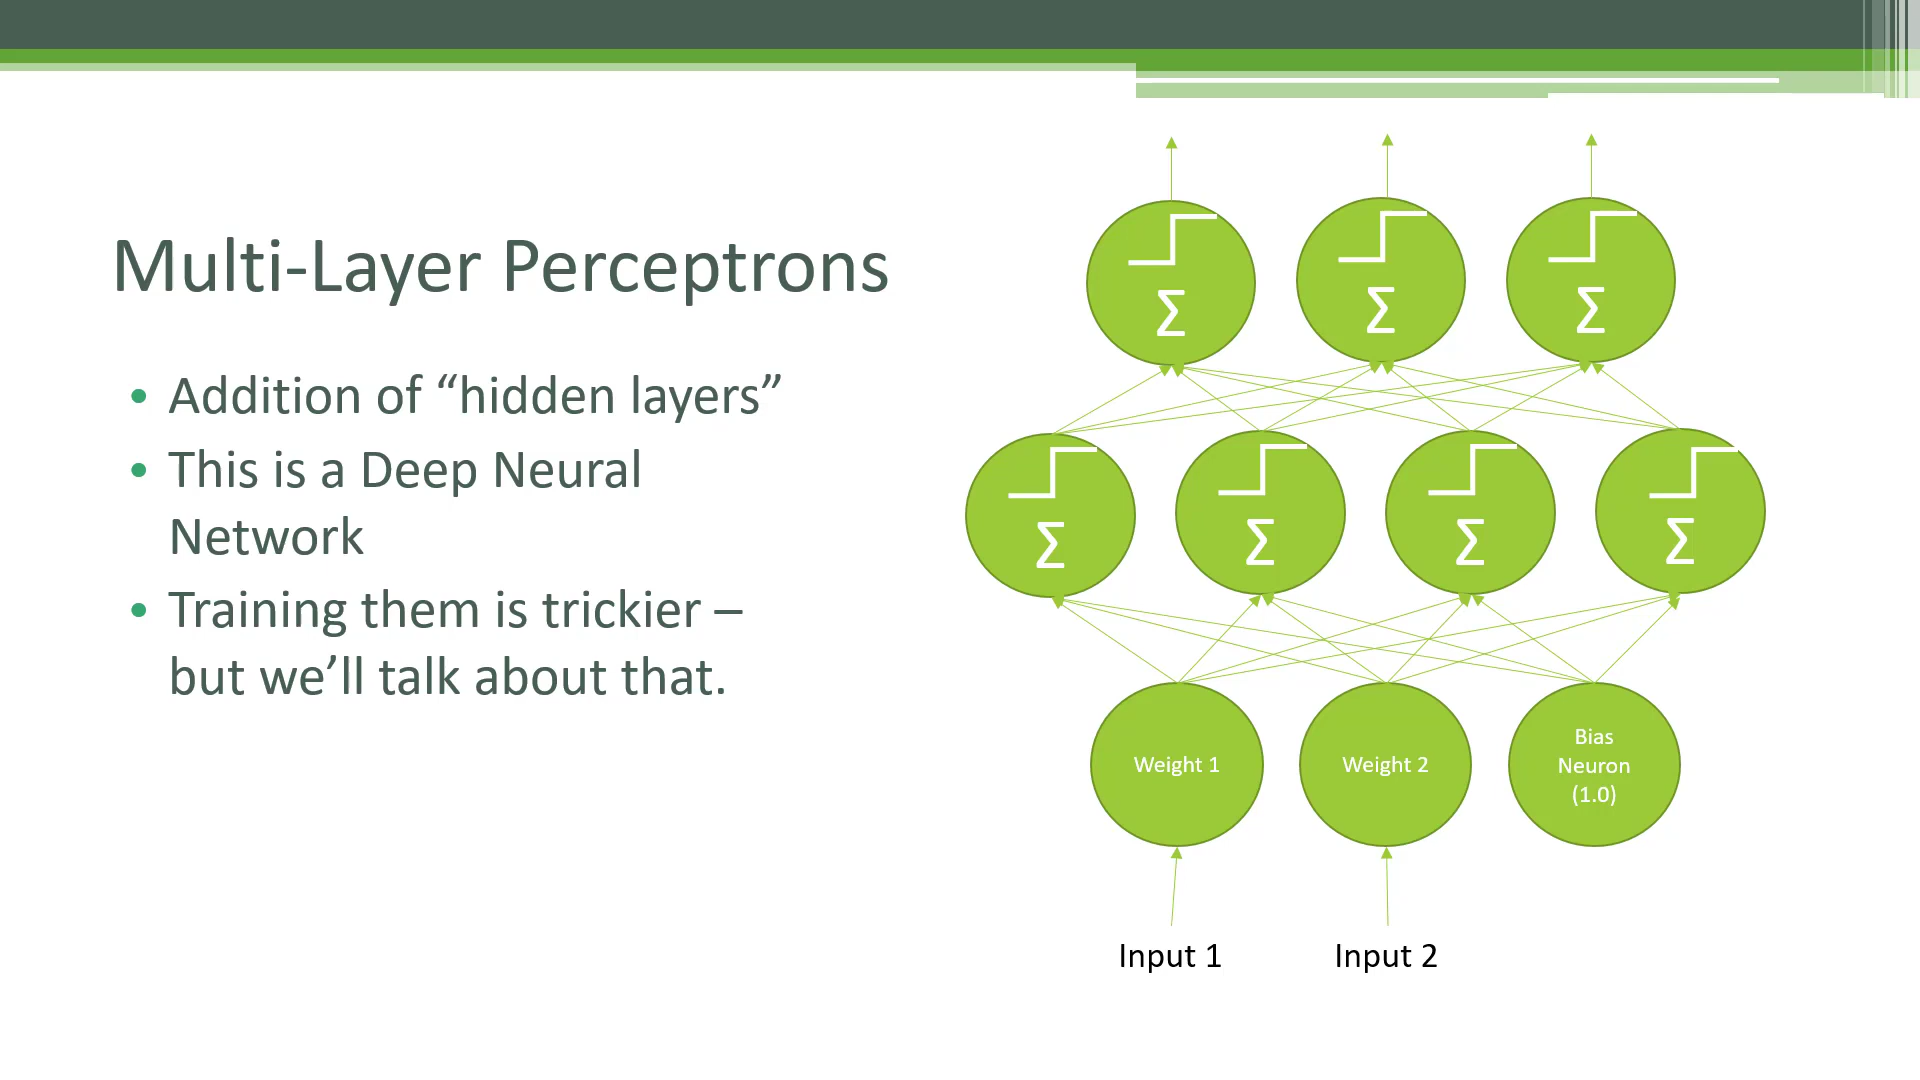 Multi-Layer Perceptrons
• Addition of “hidden layers”
• This is a Deep Neural
Network
• Training them is trickier –
but we’ll talk about that.
Σ
Σ
Σ
Σ
Σ
Σ
Σ
Weight 1
Weight 2
Bias
Neuron
(1.0)
Input 1
Input 2